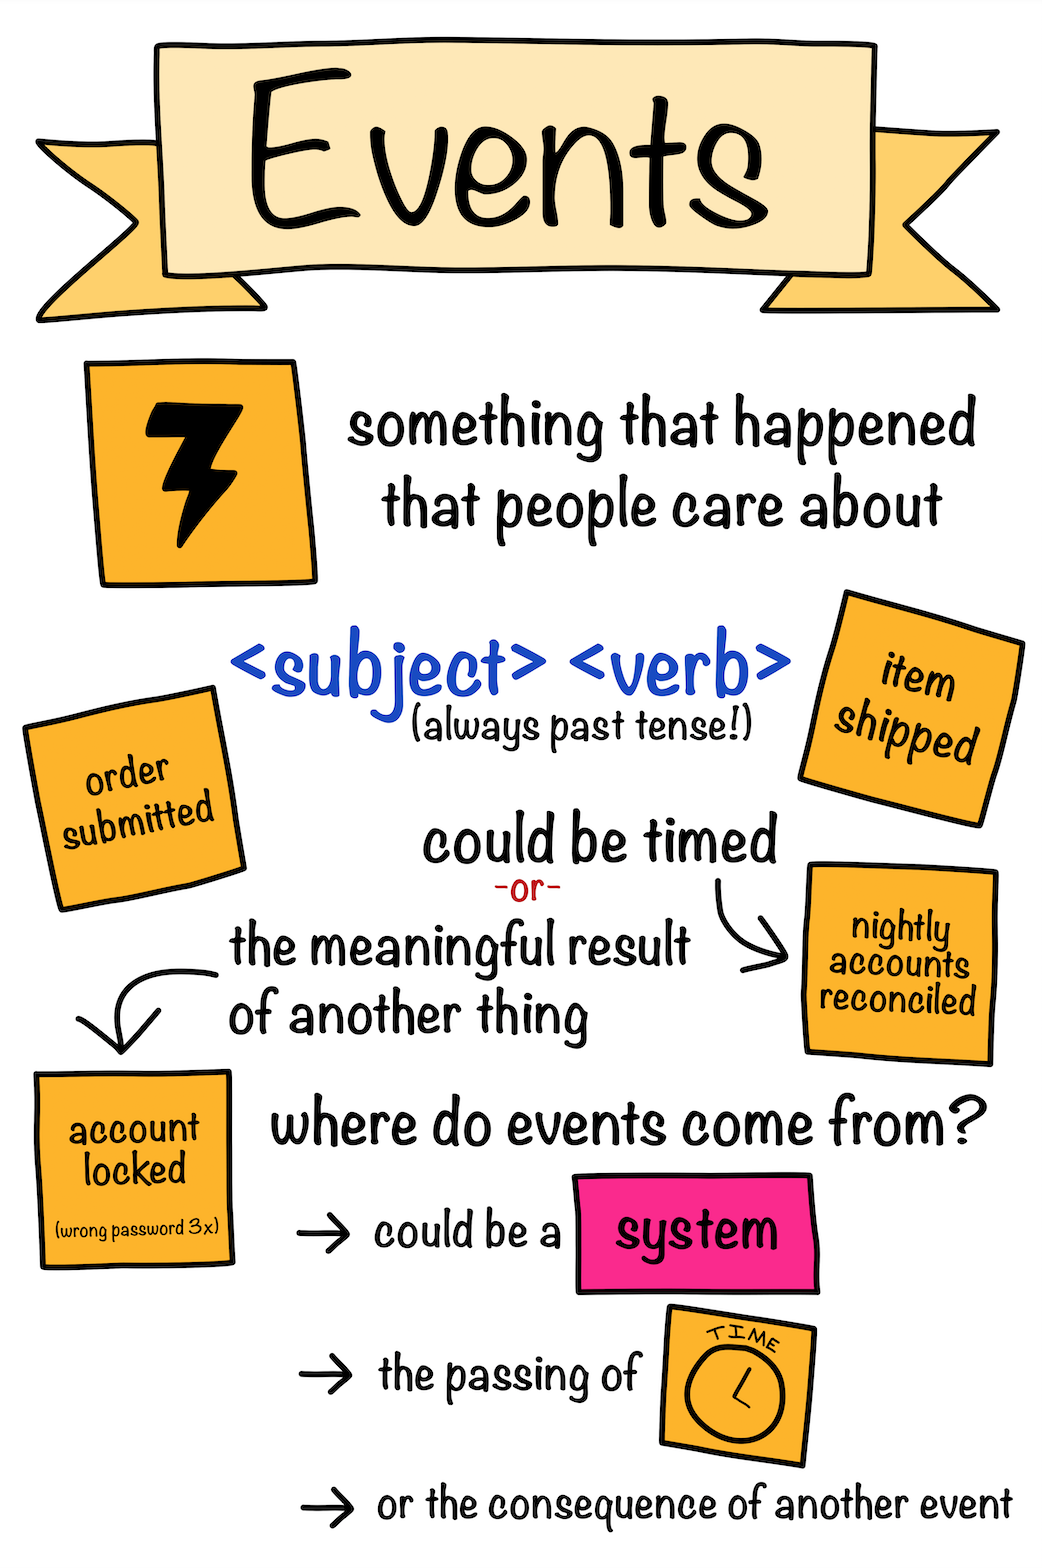 Events
something that happened
that people care about
<subject> <verb>
(always past tense!)
item
shipped
order
submitted
could be timed
-or-
the meaningful result
of another thing
nightly
accounts
reconciled
account
locked
(wrong password 3x)
where do events come from?
→ could be a system
→ the passing of TIME
→ or the consequence of another event